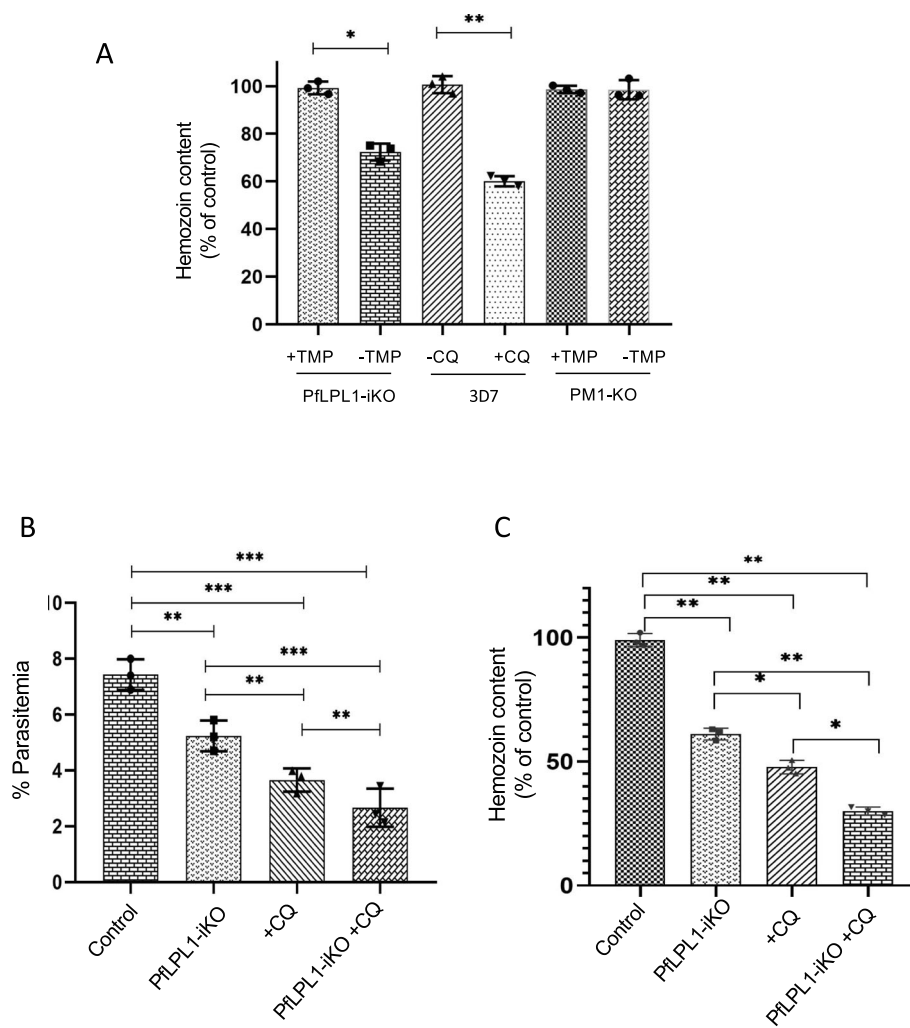 A
*
**
Hemozoin content
(% of control)
100
80
60
40
20
0
+TMP -TMP -CQ +CQ +TMP -TMP
PfLPL1-iKO 3D7 PM1-KO
B
***
***
**
***
**
**
% Parasitemia
10
8
6
4
2
0
Control
PfLPL1-iKO
+CQ
PfLPL1-iKO +CQ
C
**
**
**
**
*
*
Hemozoin content
(% of control)
100
50
0
Control
PfLPL1-iKO
+CQ
PfLPL1-iKO +CQ